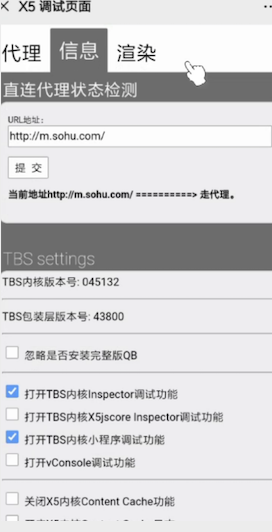 X5 调试页面
代理 信息 渲染
直连代理状态检测
URL地址:
http://m.sohu.com/
提 交
当前地址http://m.sohu.com/ ==========> 走代理。
TBS settings
TBS内核版本号: 045132
TBS包装层版本号: 43800
忽略是否安装完整版QB
打开TBS内核Inspector调试功能
打开TBS内核X5jscore Inspector调试功能
打开TBS内核小程序调试功能
打开vConsole调试功能
关闭X5内核Content Cache功能